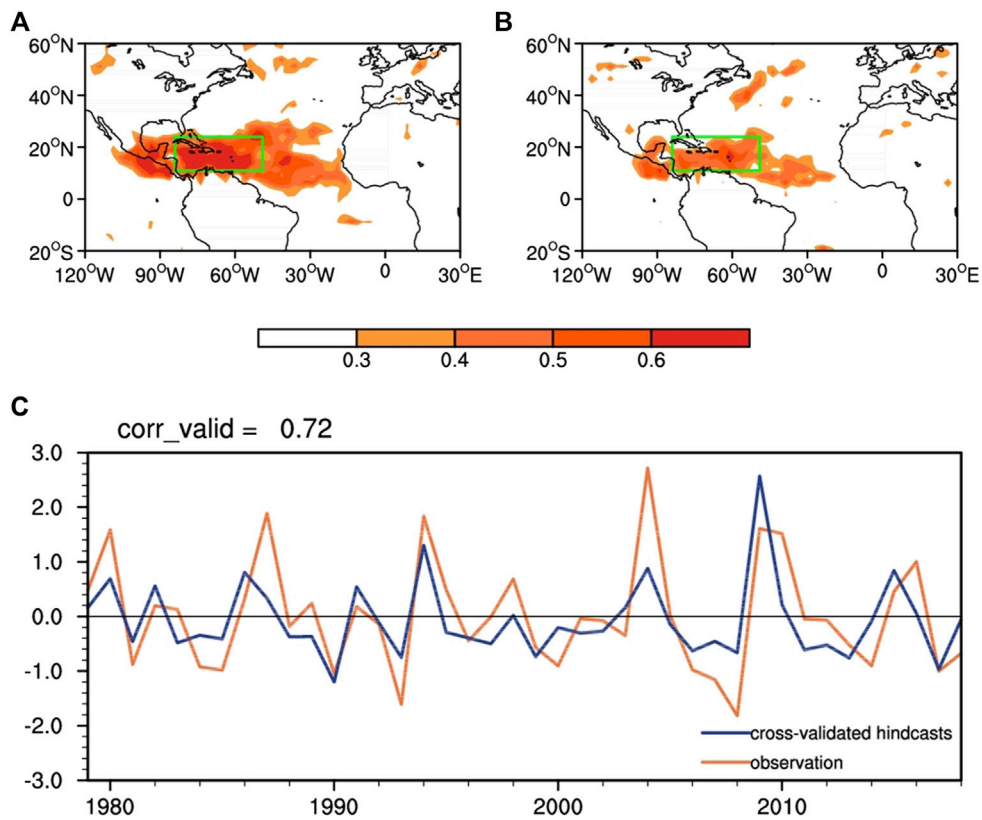 A B
60°N 60°N
40°N 40°N
20°N 20°N
0 0
20°S 20°S
120°W 90°W 60°W 30°W 0 30°E 120°W 90°W 60°W 30°W 0 30°E
0.3 0.4 0.5 0.6
C
corr_valid = 0.72
3.0
2.0
1.0
0.0
-1.0
-2.0
cross-validated hindcasts
observation
-3.0
1980 1990 2000 2010